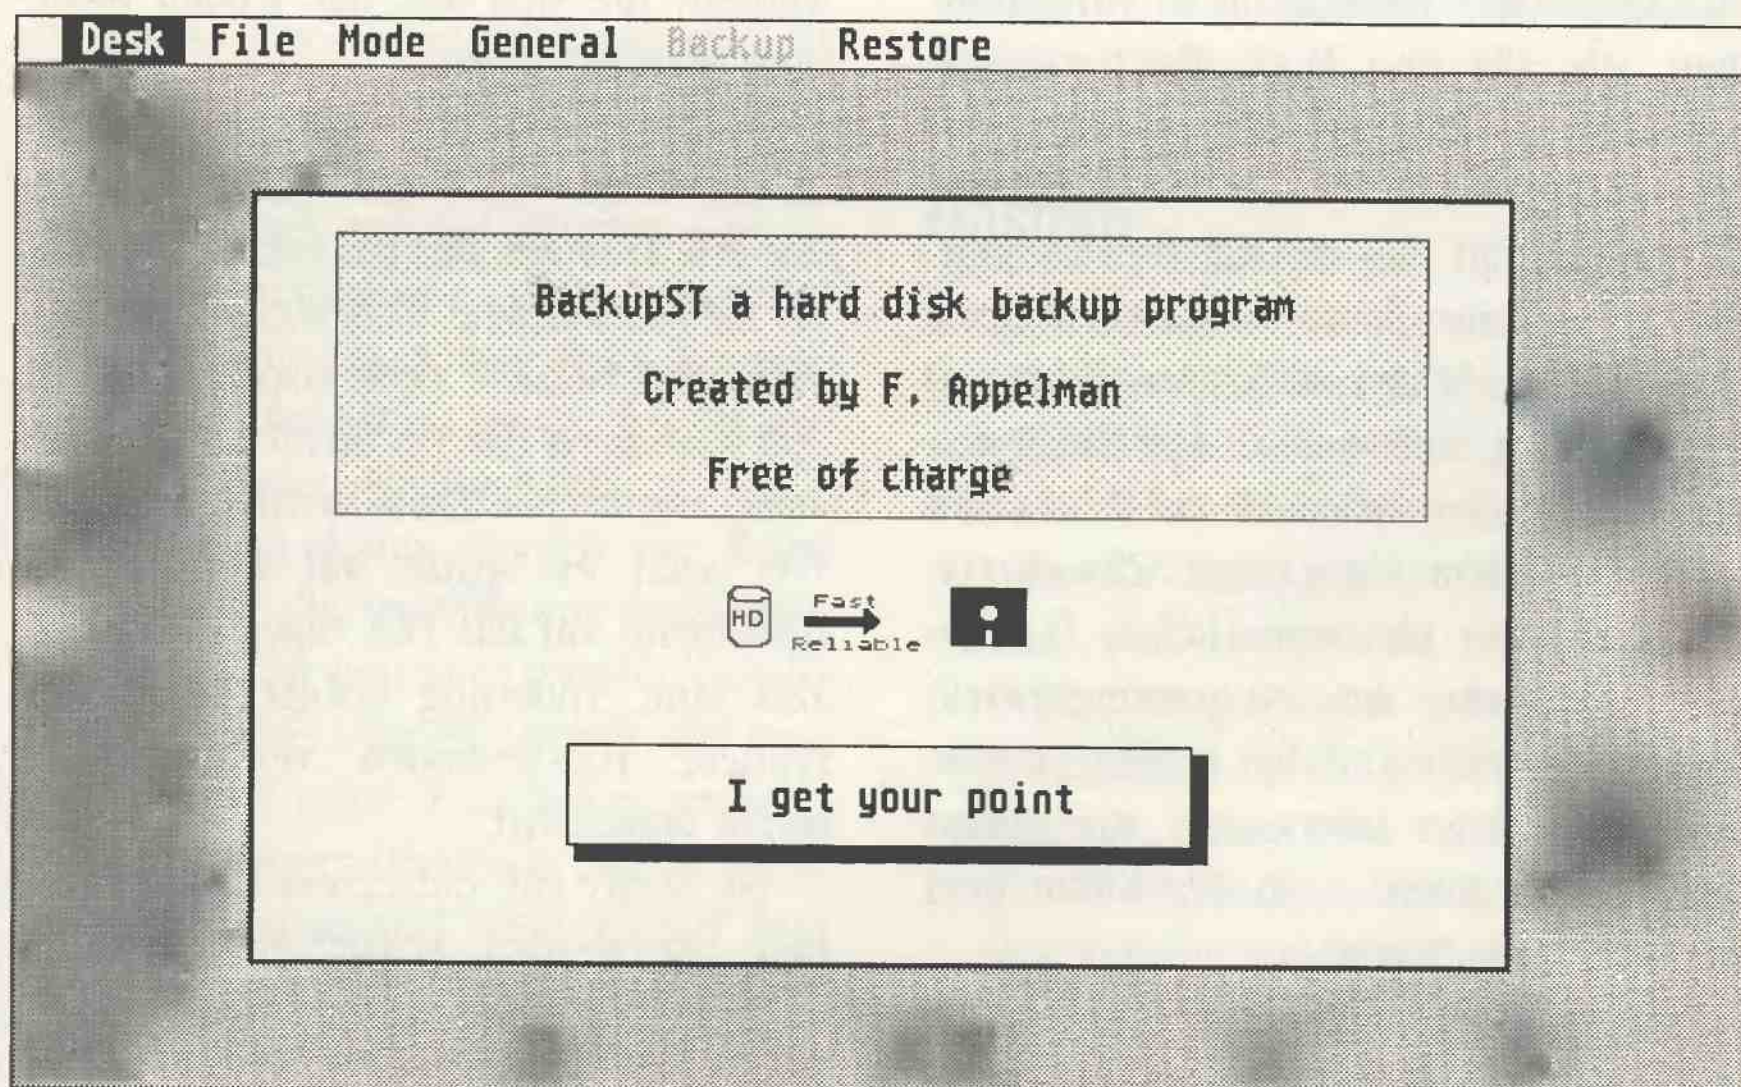 Desk File Mode General Backup Restore
BackupST a hard disk backup program
Created by F. Appelman
Free of charge
HD
Fast
Reliable
I get your point